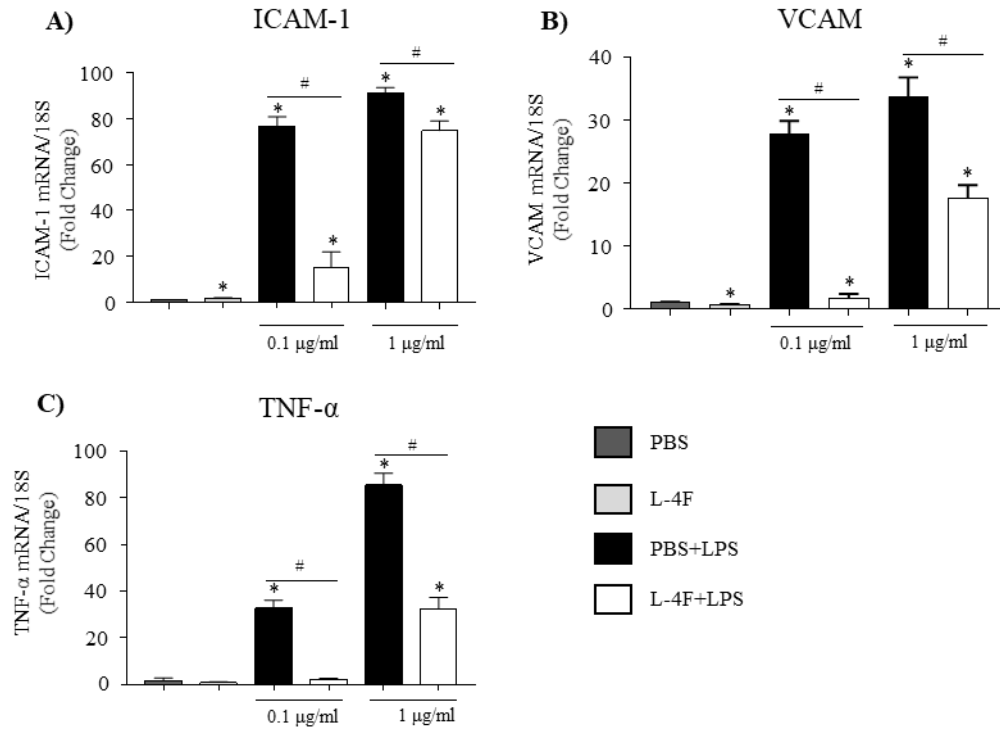 A)
ICAM-1
ICAM-1 mRNA/18S
(Fold Change)
100
80
60
40
20
0
*
*
*
*
*
#
#
0.1 µg/ml
1 µg/ml
B)
VCAM
VCAM mRNA/18S
(Fold Change)
40
30
20
10
0
*
*
*
*
*
#
#
0.1 µg/ml
1 µg/ml
C)
TNF-α
TNF-α mRNA/18S
(Fold Change)
100
80
60
40
20
0
*
*
*
#
#
0.1 µg/ml
1 µg/ml
PBS
L-4F
PBS+LPS
L-4F+LPS